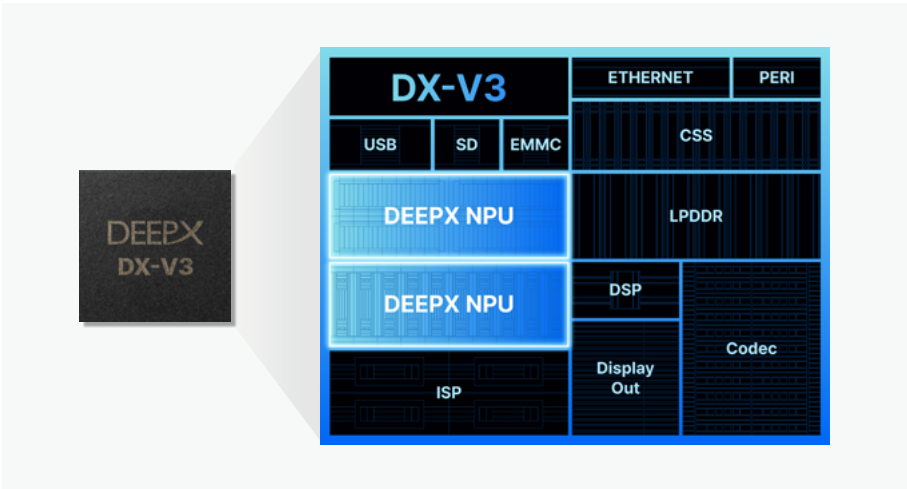 DEEPX
DX-V3
DX-V3
ETHERNET
PERI
USB
SD
EMMC
CSS
DEEPX NPU
LPDDR
DEEPX NPU
DSP
Codec
Display
Out
ISP